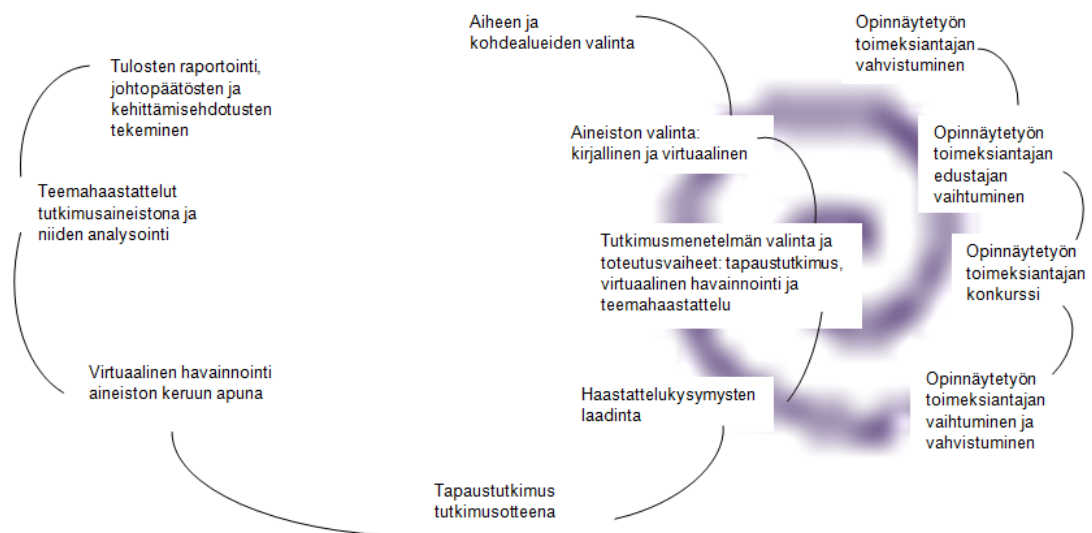 Aiheen ja
kohdealueiden valinta
Aineiston valinta:
kirjallinen ja virtuaalinen
Tutkimusmenetelmän valinta ja
toteutusvaiheet: tapaustutkimus,
virtuaalinen havainnointi ja
teemahaastattelu
Haastattelukysymysten
laadinta
Tapaustutkimus
tutkimusotteena
Virtuaalinen havainnointi
aineiston keruun apuna
Teemahaastattelut
tutkimusaineistona ja
niiden analysointi
Tulosten raportointi,
johtopäätösten ja
kehittämisehdotusten
tekeminen
Opinnäytetyön
toimeksiantajan
vahvistuminen
Opinnäytetyön
toimeksiantajan
edustajan
vaihtuminen
Opinnäytetyön
toimeksiantajan
konkurssi
Opinnäytetyön
toimeksiantajan
vaihtuminen ja
vahvistuminen